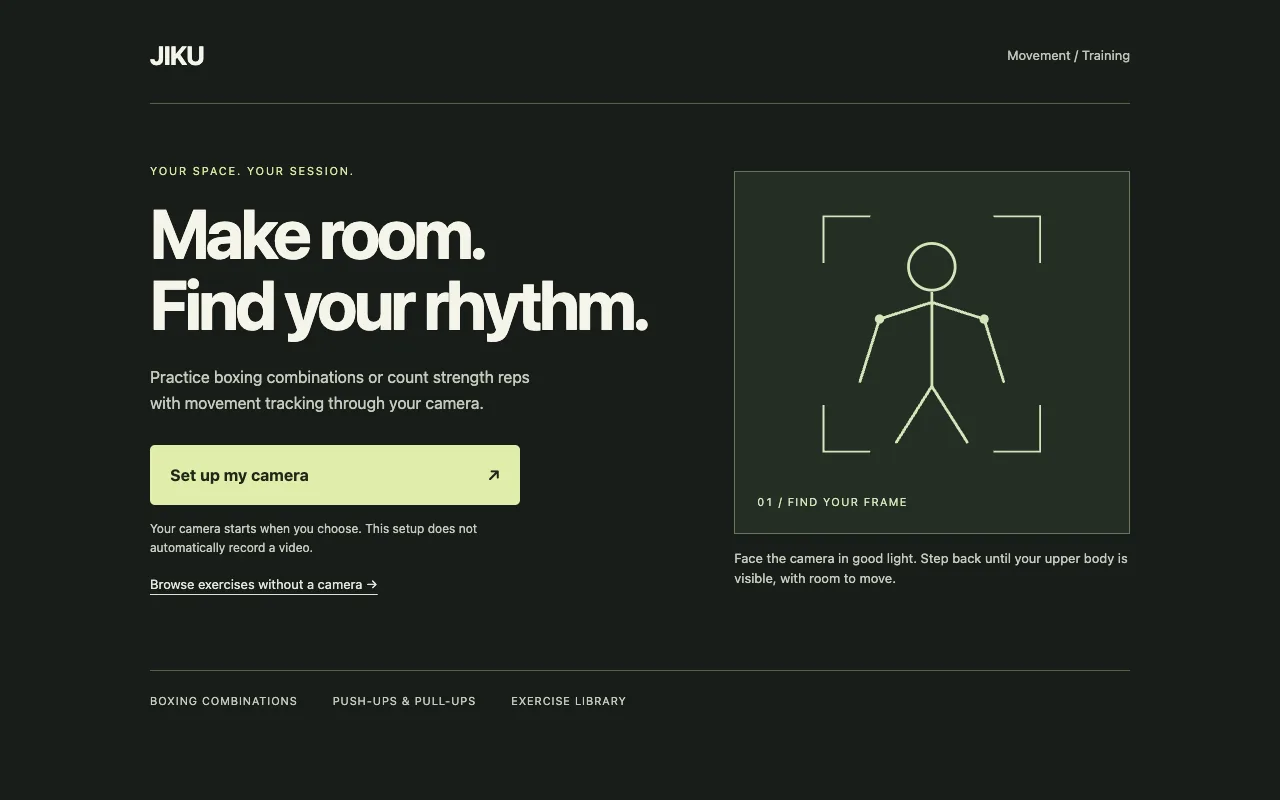 JIKU
Movement / Training
YOUR SPACE. YOUR SESSION.
Make room.
Find your rhythm.
Practice boxing combinations or count strength reps
with movement tracking through your camera.
Set up my camera ↗
Your camera starts when you choose. This setup does not
automatically record a video.
Browse exercises without a camera →
01 / FIND YOUR FRAME
Face the camera in good light. Step back until your upper body is
visible, with room to move.
BOXING COMBINATIONS
PUSH-UPS & PULL-UPS
EXERCISE LIBRARY